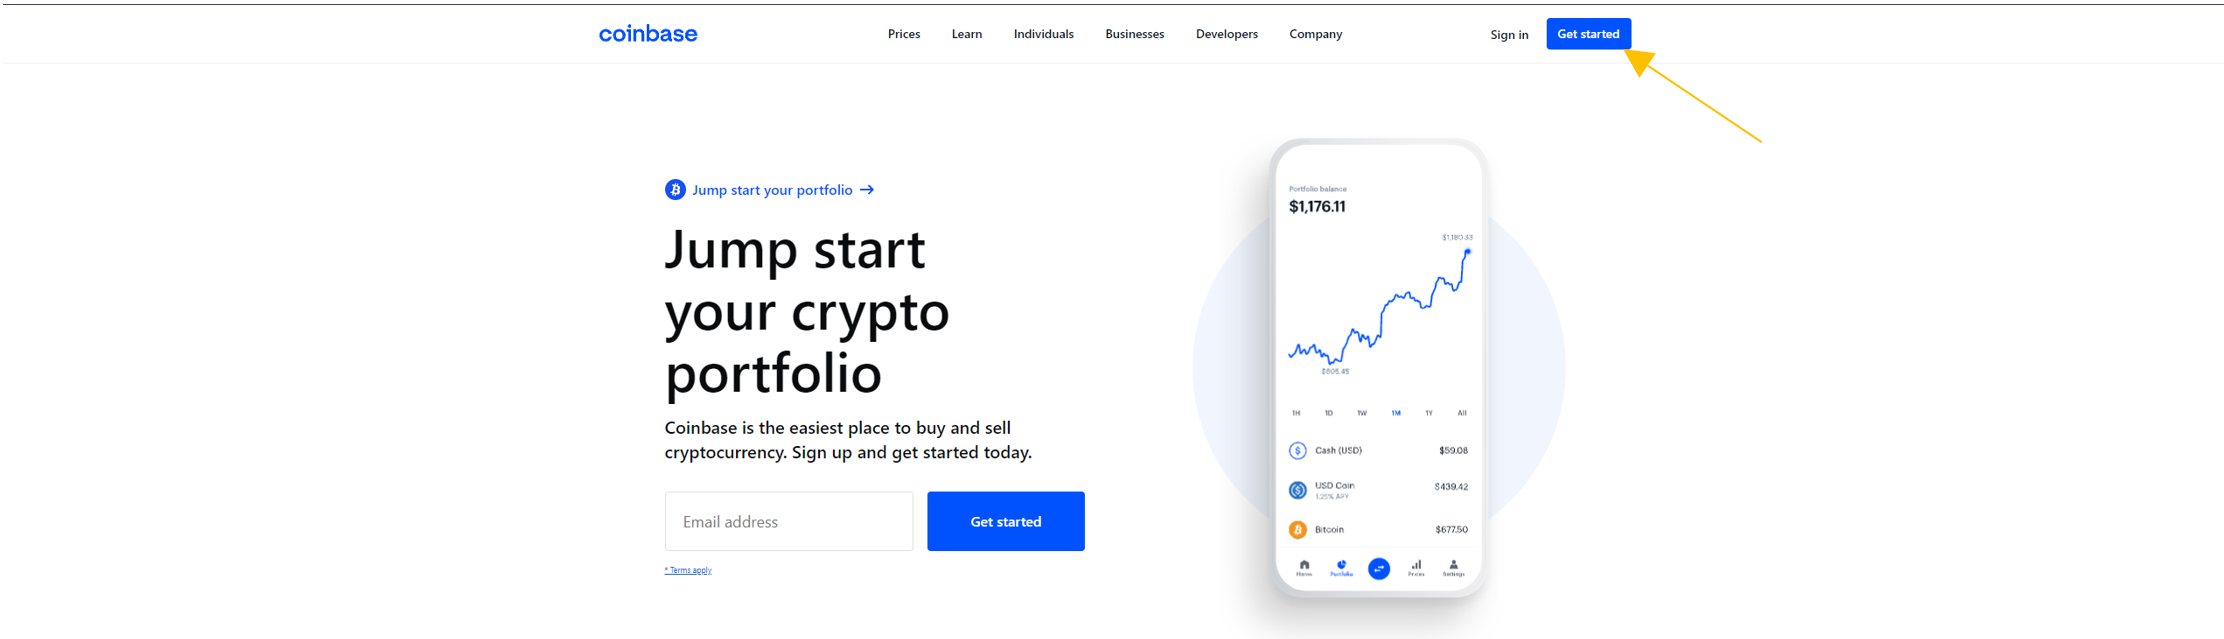 coinbase
Prices
Learn
Individuals
Businesses
Developers
Company
Sign in
Get started
Jump start your portfolio
Jump start
your crypto
portfolio
Coinbase is the easiest place to buy and sell
cryptocurrency. Sign up and get started today.
Email address
Get started
* Terms apply
Portfolio balance
$1,176.11
$1,180.33
$805.45
1H
1D
1W
1M
1Y
All
Cash (USD)
$59.08
USD Coin
$439.42
1.25% APY
Bitcoin
$677.50
Home
Portfolio
Prices
Settings